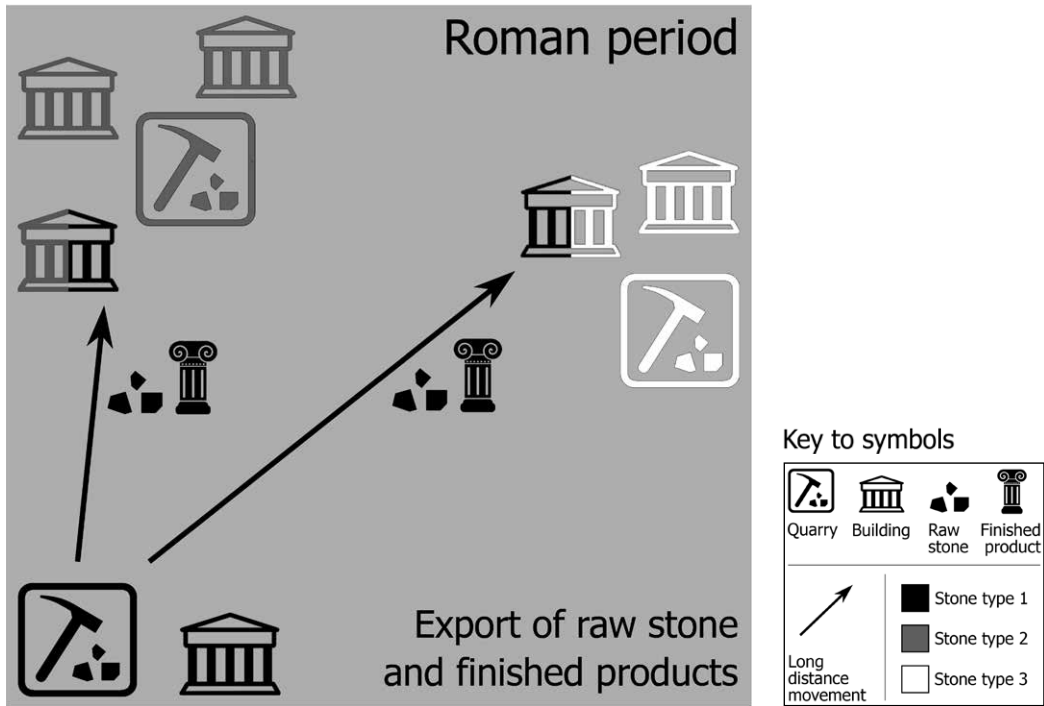 Roman period
Export of raw stone
and finished products
Key to symbols
Quarry
Building
Raw
stone
Finished
product
Long
distance
movement
Stone type 1
Stone type 2
Stone type 3